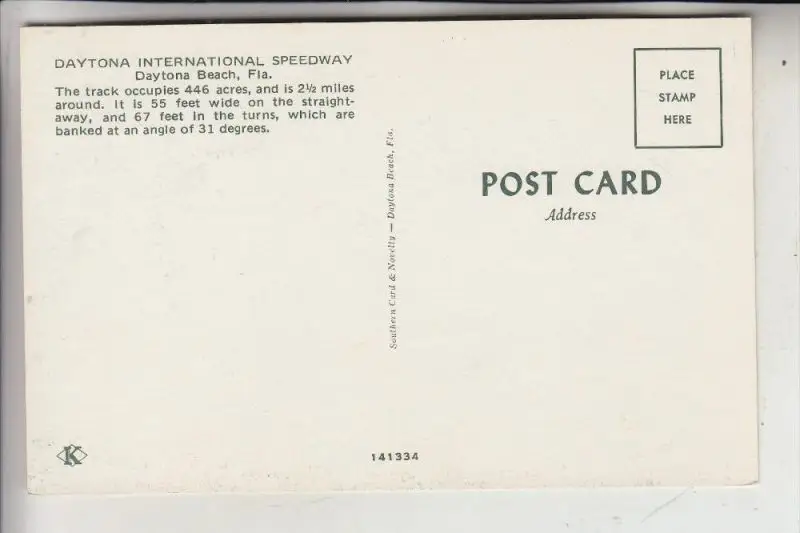 DAYTONA INTERNATIONAL SPEEDWAY
Daytona Beach, Fla.
The track occupies 446 acres, and is 2½ miles
around. It is 55 feet wide on the straight-
away, and 67 feet in the turns, which are
banked at an angle of 31 degrees.
Southern Card & Novelty — Daytona Beach, Fla.
PLACE
STAMP
HERE
POST CARD
Address
K
141334